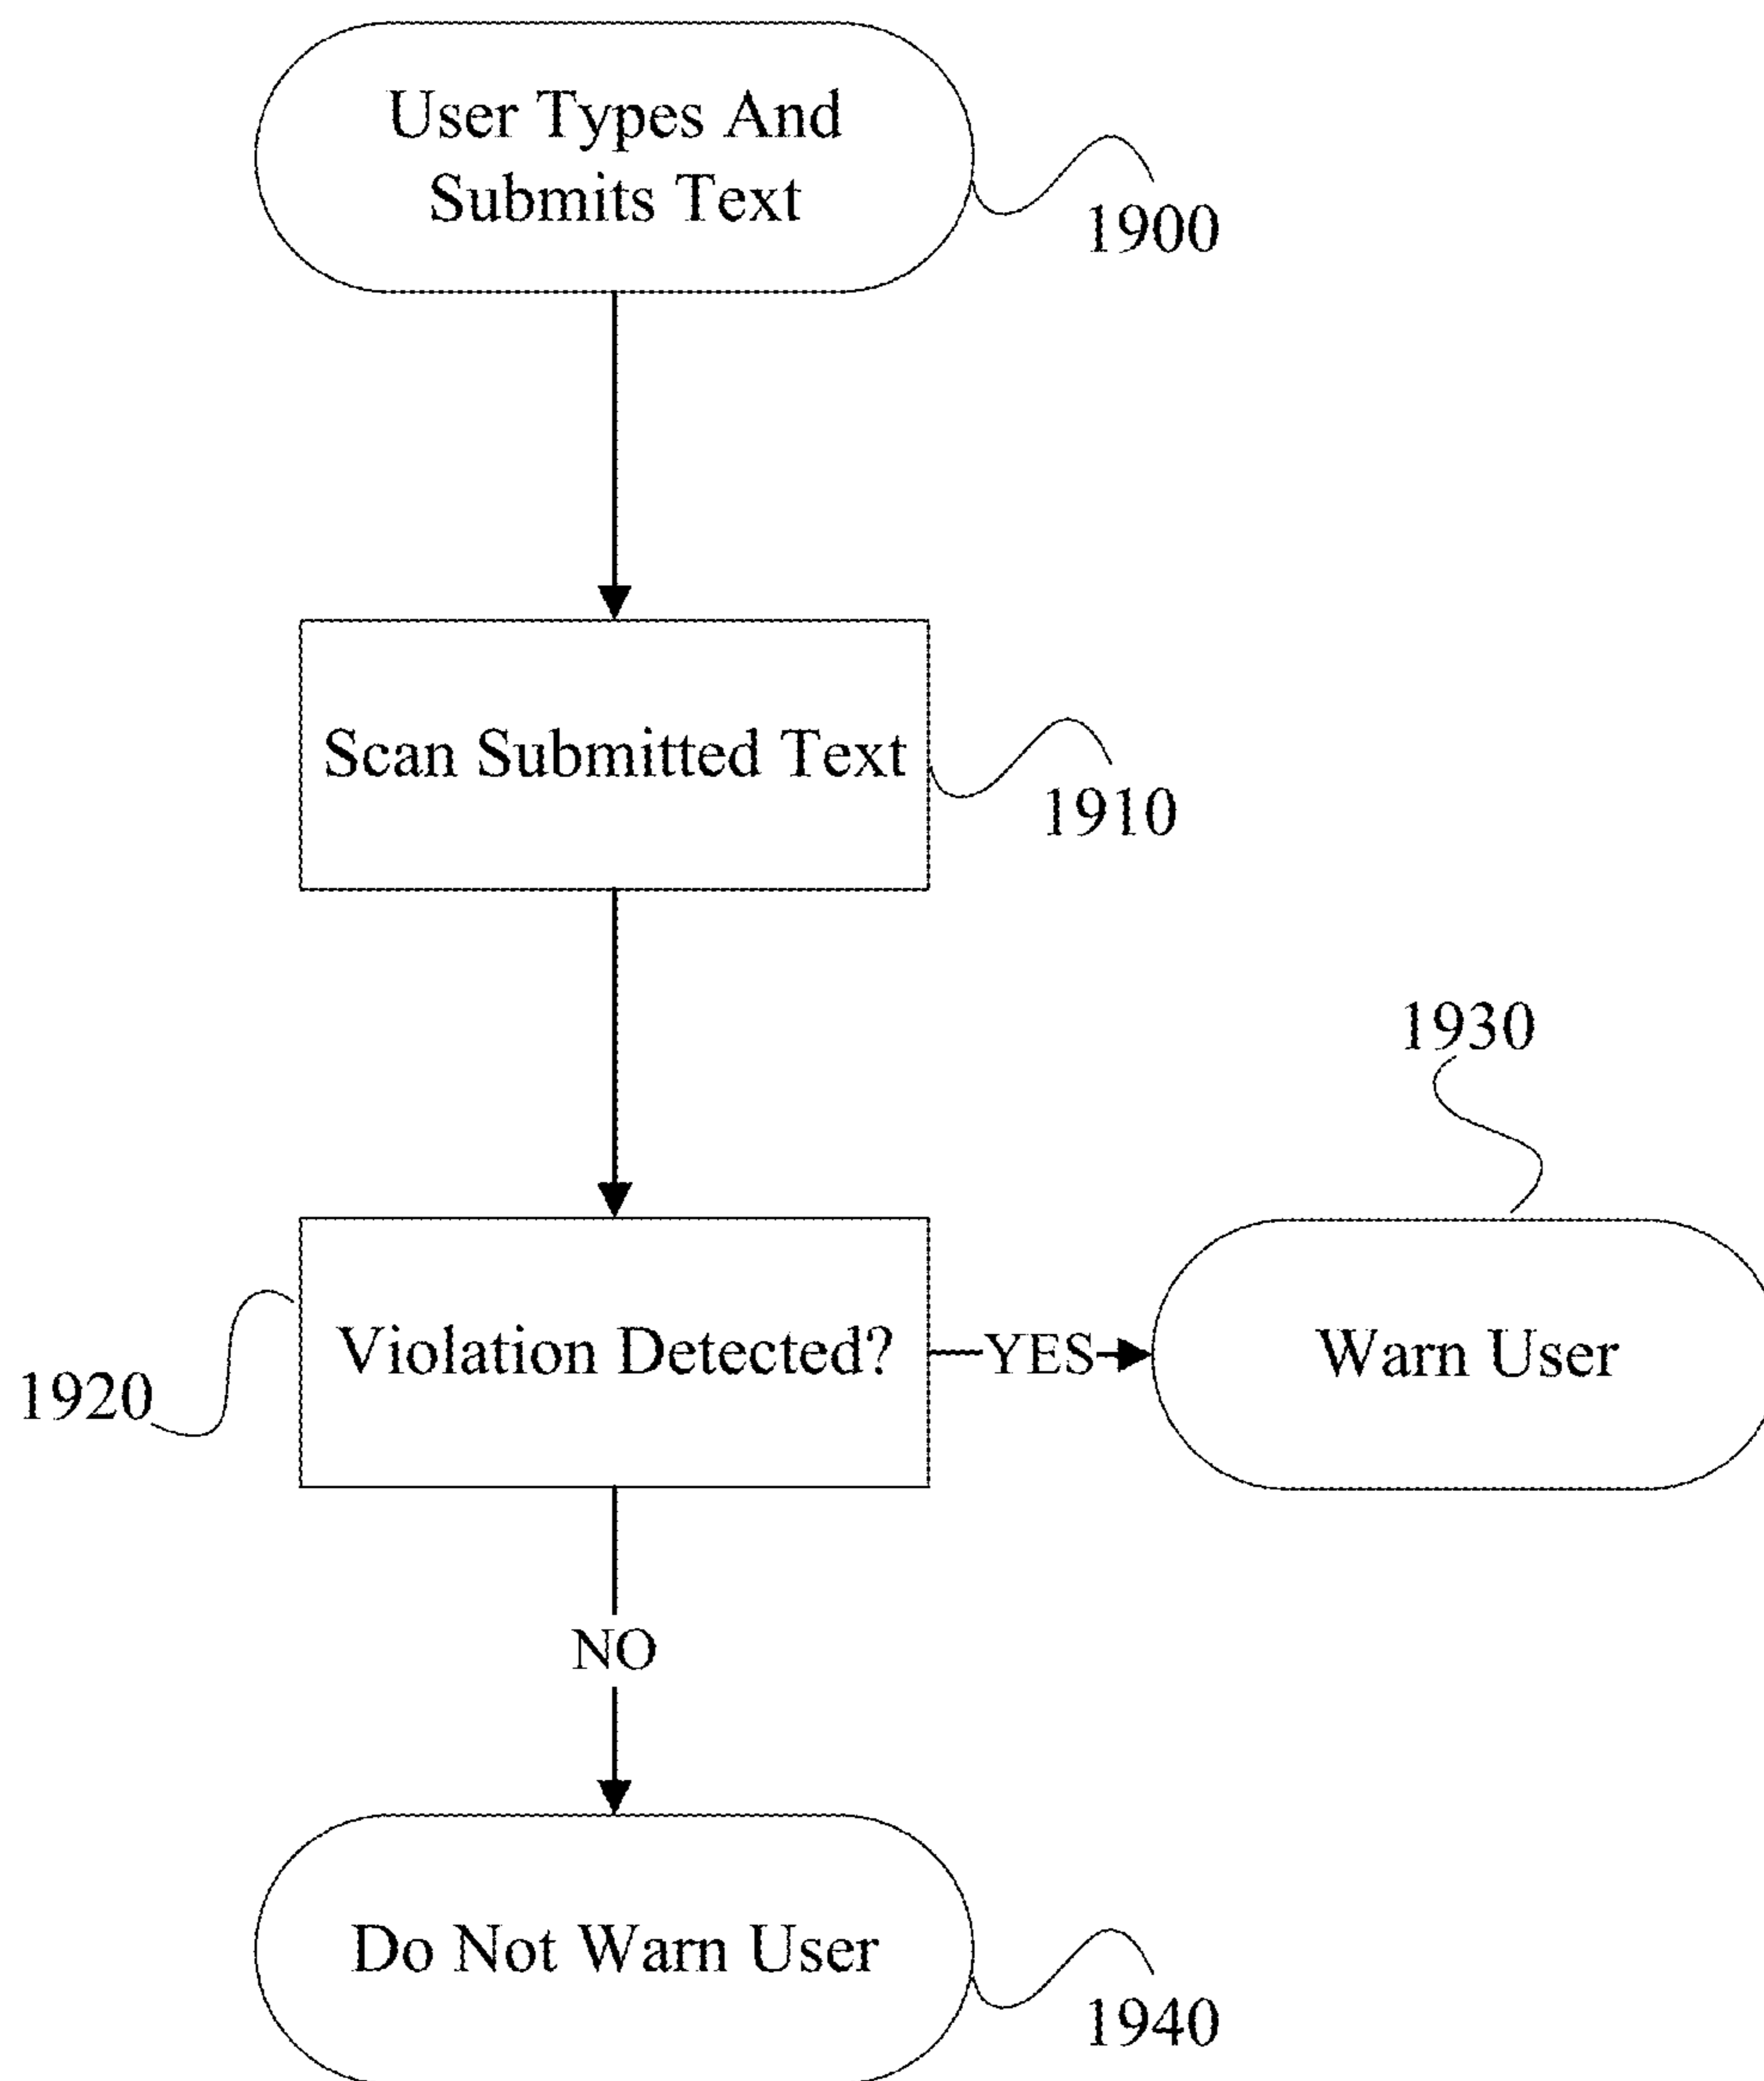 User Types And
Submits Text
1900
Scan Submitted Text
1910
1930
Violation Detected?
YES
Warn User
1920
NO
Do Not Warn User
1940